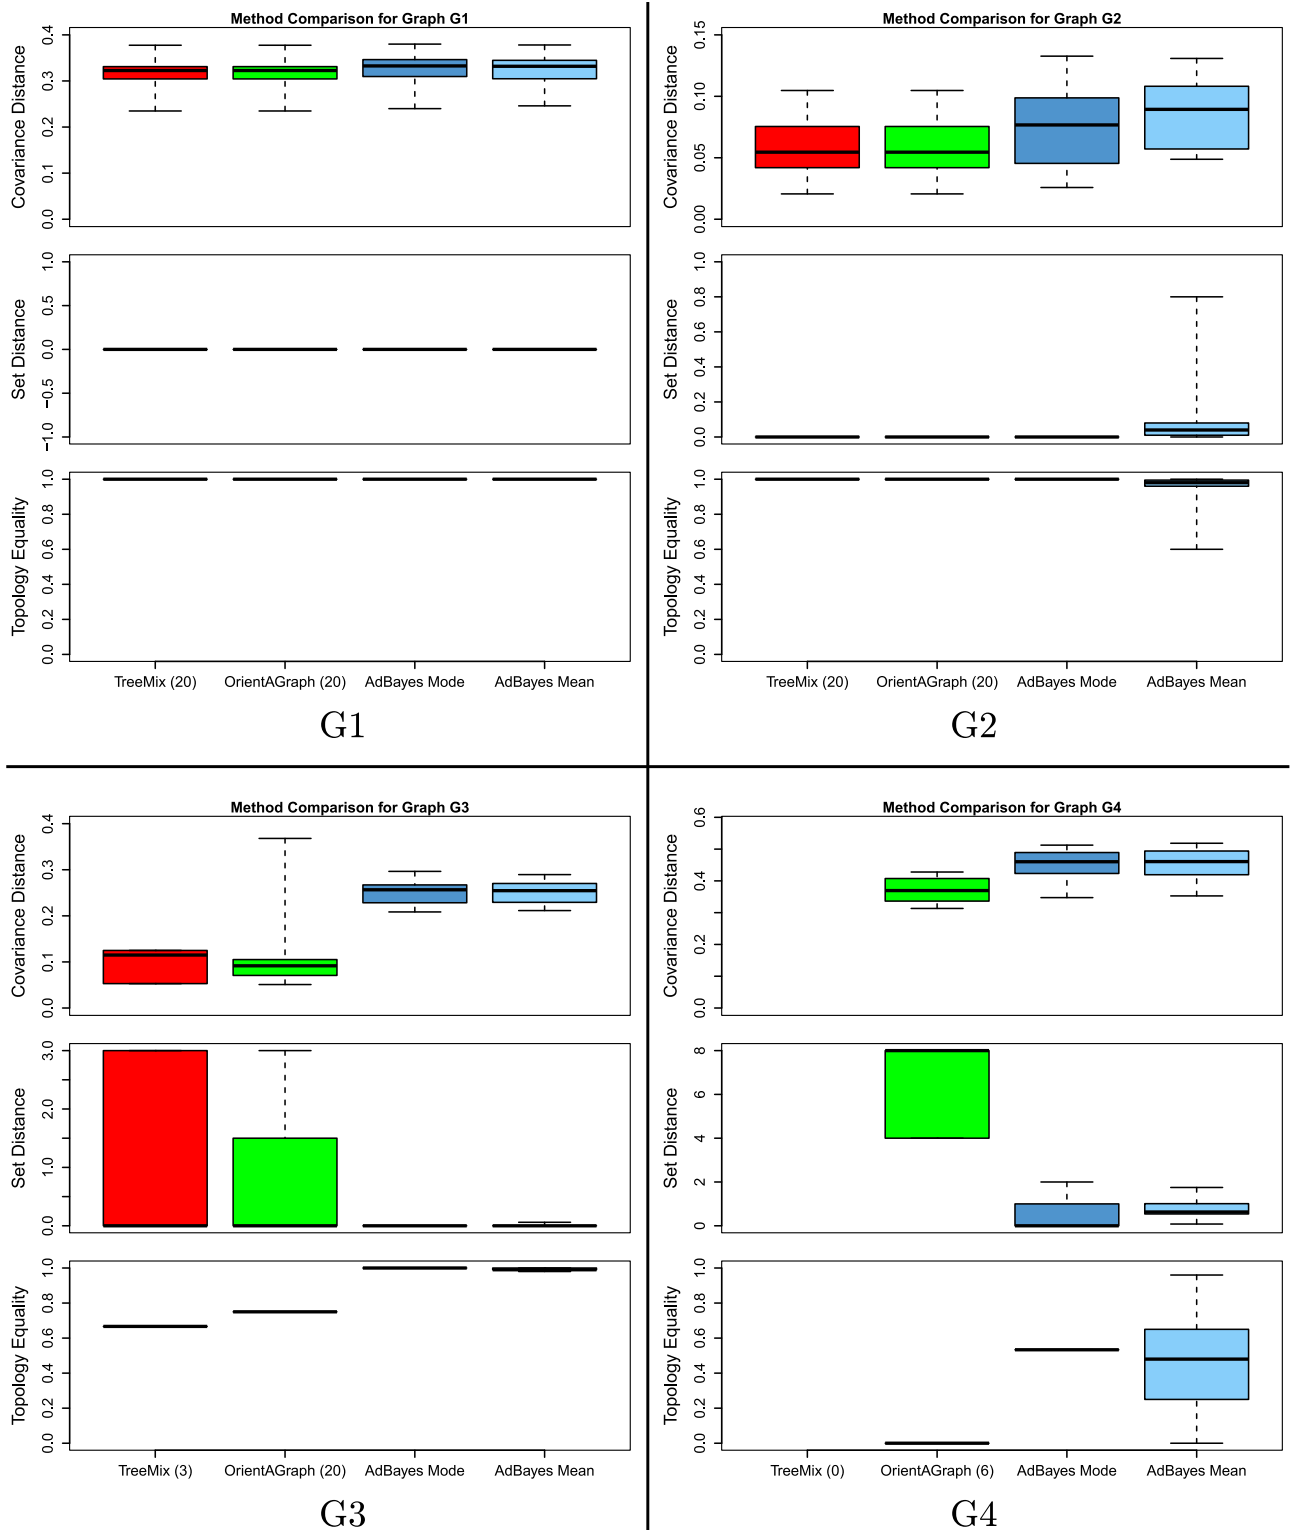 Method Comparison for Graph G1
Covariance Distance
0.0 0.1 0.2 0.3 0.4
Set Distance
−1.0 −0.5 0.0 0.5 1.0
Topology Equality
0.0 0.2 0.4 0.6 0.8 1.0
TreeMix (20) OrientAGraph (20) AdBayes Mode AdBayes Mean
G1
Method Comparison for Graph G2
Covariance Distance
0.00 0.05 0.10 0.15
Set Distance
0.0 0.2 0.4 0.6 0.8 1.0
Topology Equality
0.0 0.2 0.4 0.6 0.8 1.0
TreeMix (20) OrientAGraph (20) AdBayes Mode AdBayes Mean
G2
Method Comparison for Graph G3
Covariance Distance
0.0 0.1 0.2 0.3 0.4
Set Distance
0.0 1.0 2.0 3.0
Topology Equality
0.0 0.2 0.4 0.6 0.8 1.0
TreeMix (3) OrientAGraph (20) AdBayes Mode AdBayes Mean
G3
Method Comparison for Graph G4
Covariance Distance
0.0 0.2 0.4 0.6
Set Distance
0 2 4 6 8
Topology Equality
0.0 0.2 0.4 0.6 0.8 1.0
TreeMix (0) OrientAGraph (6) AdBayes Mode AdBayes Mean
G4